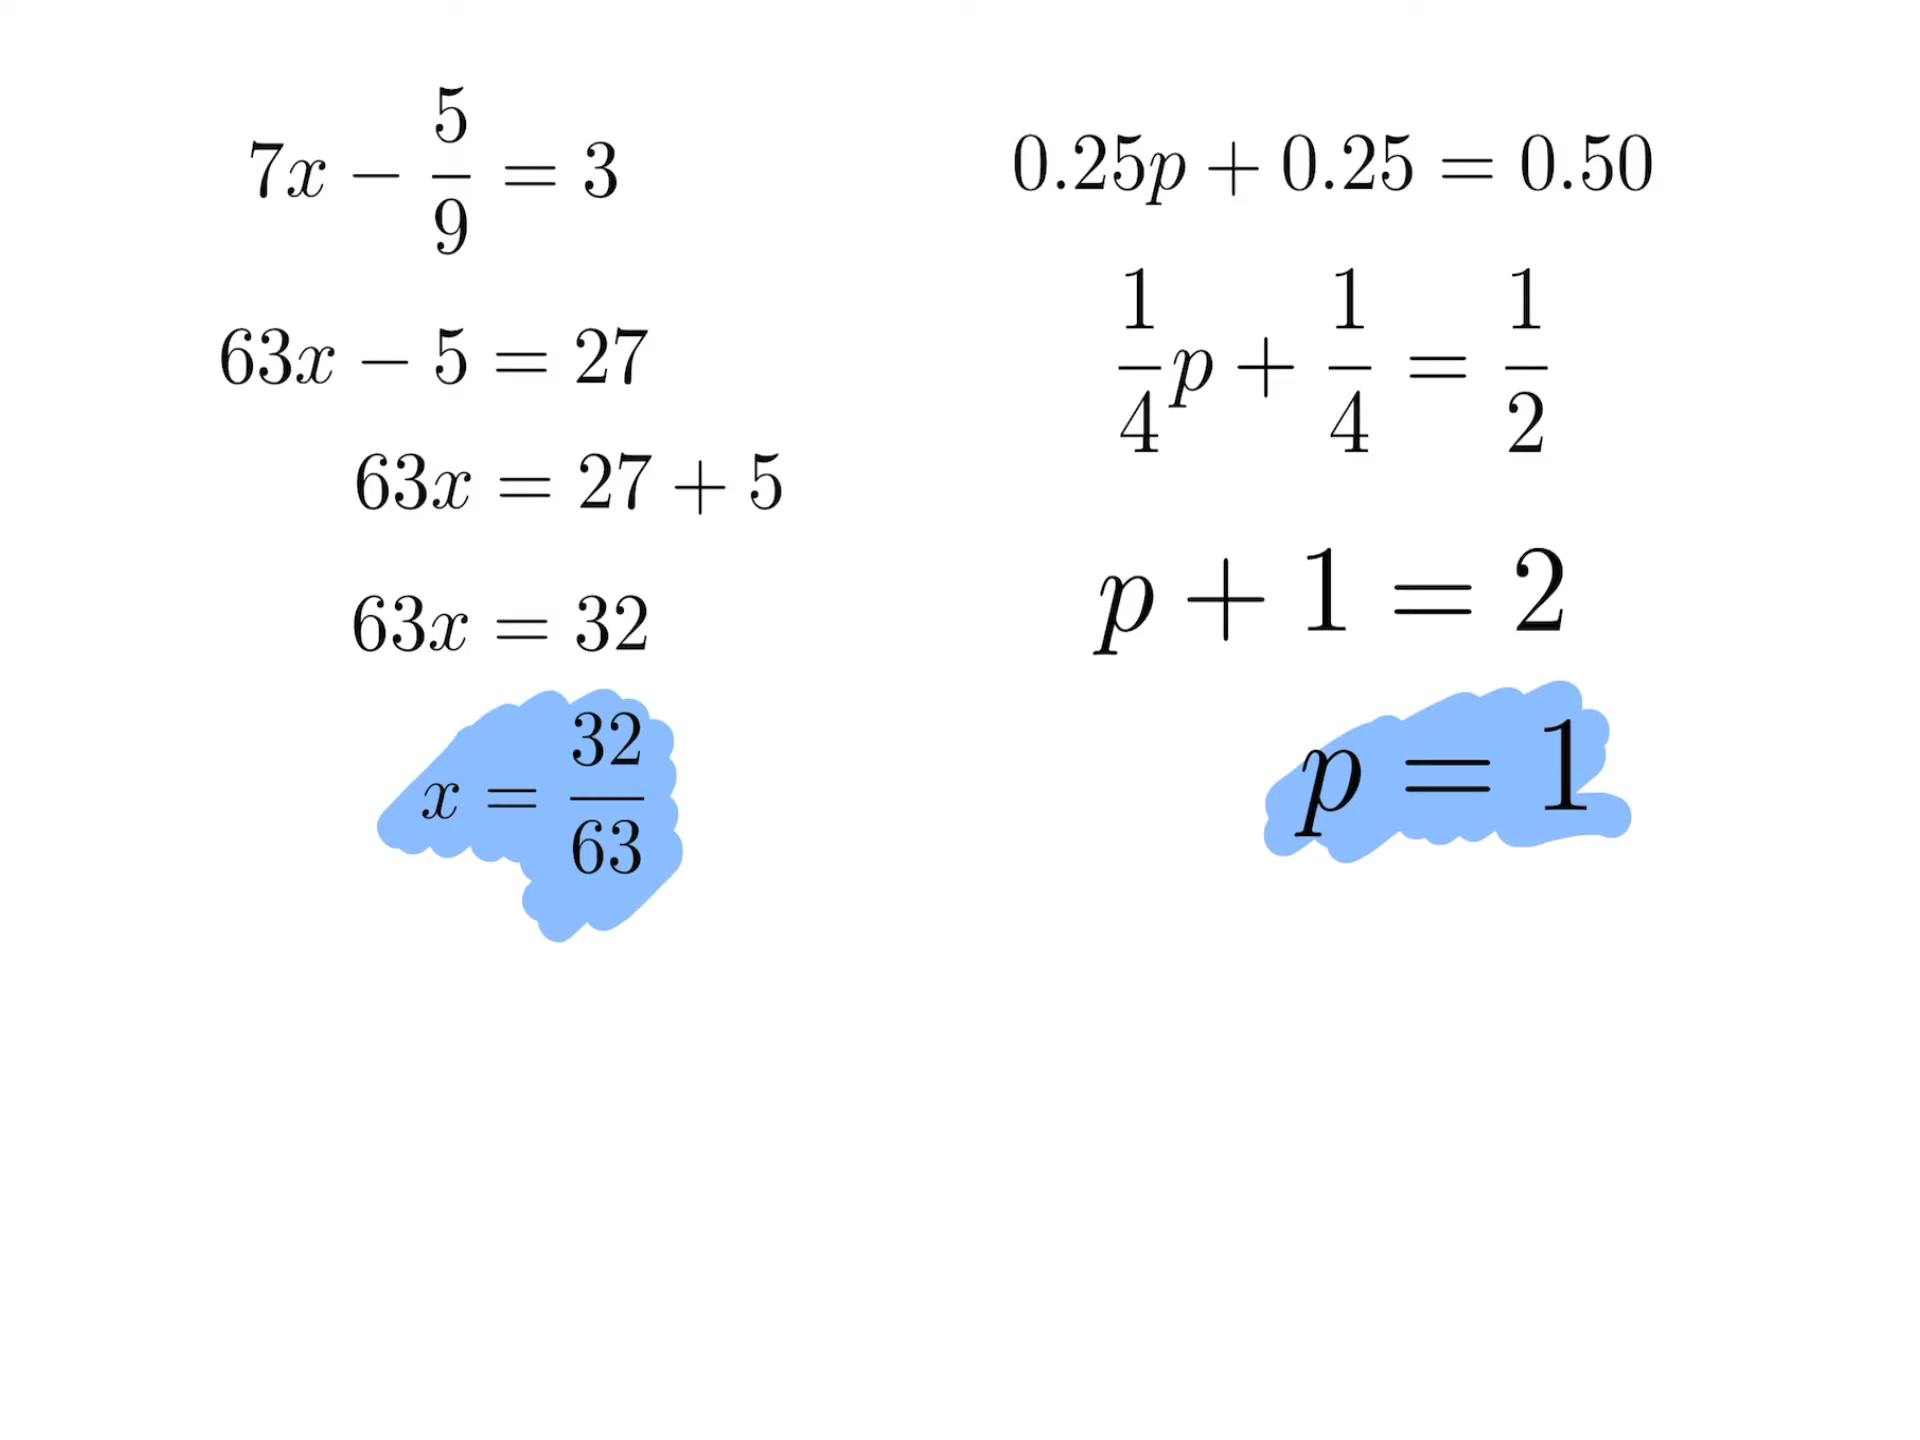 7x − 5/9 = 3
63x − 5 = 27
63x = 27 + 5
63x = 32
x = 32/63
0.25p + 0.25 = 0.50
1/4 p + 1/4 = 1/2
p + 1 = 2
p = 1